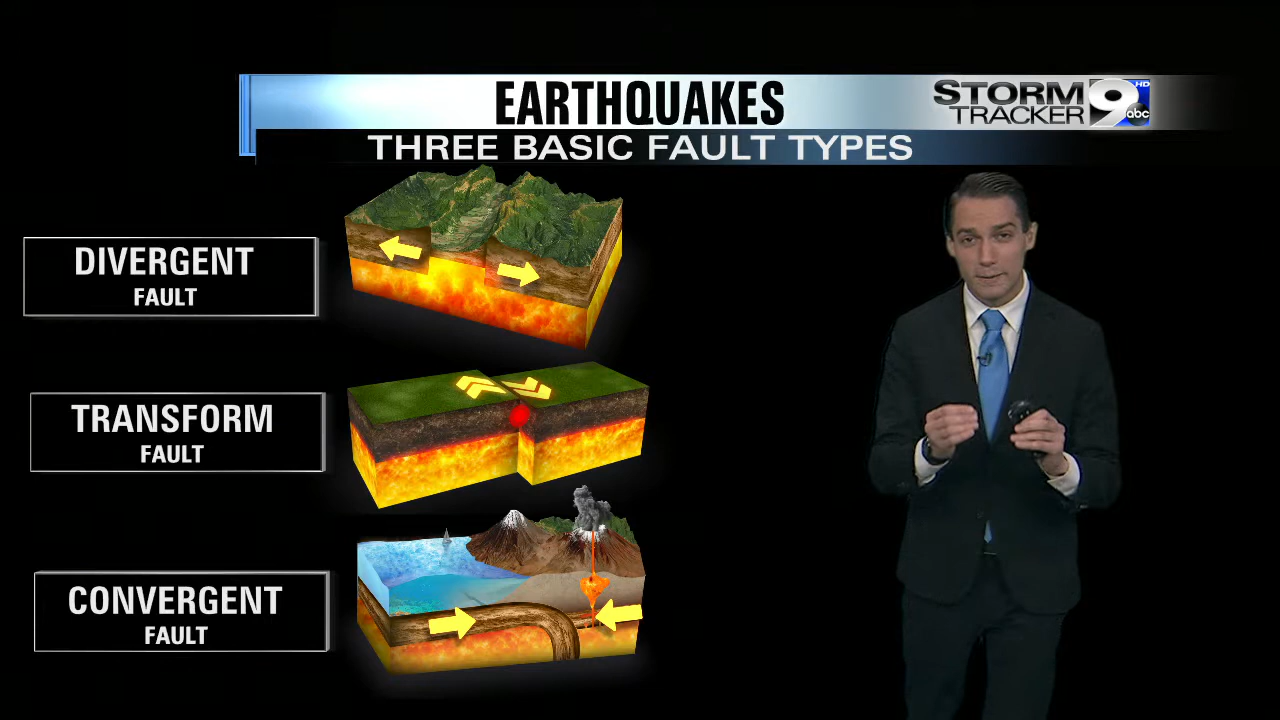 EARTHQUAKES
STORM
TRACKER
9
HD
abc
THREE BASIC FAULT TYPES
DIVERGENT
FAULT
TRANSFORM
FAULT
CONVERGENT
FAULT